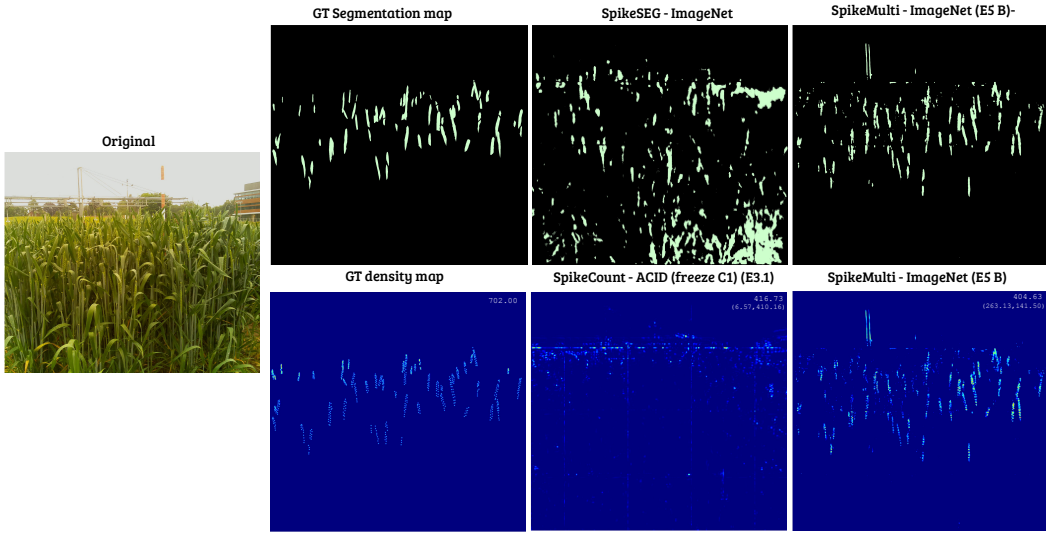 GT Segmentation map
SpikeSEG - ImageNet
SpikeMulti - ImageNet (E5 B)-
Original
GT density map
SpikeCount - ACID (freeze C1) (E3.1)
SpikeMulti - ImageNet (E5 B)
702.00
416.73
(6.57,410.16)
404.63
(263.13,141.50)